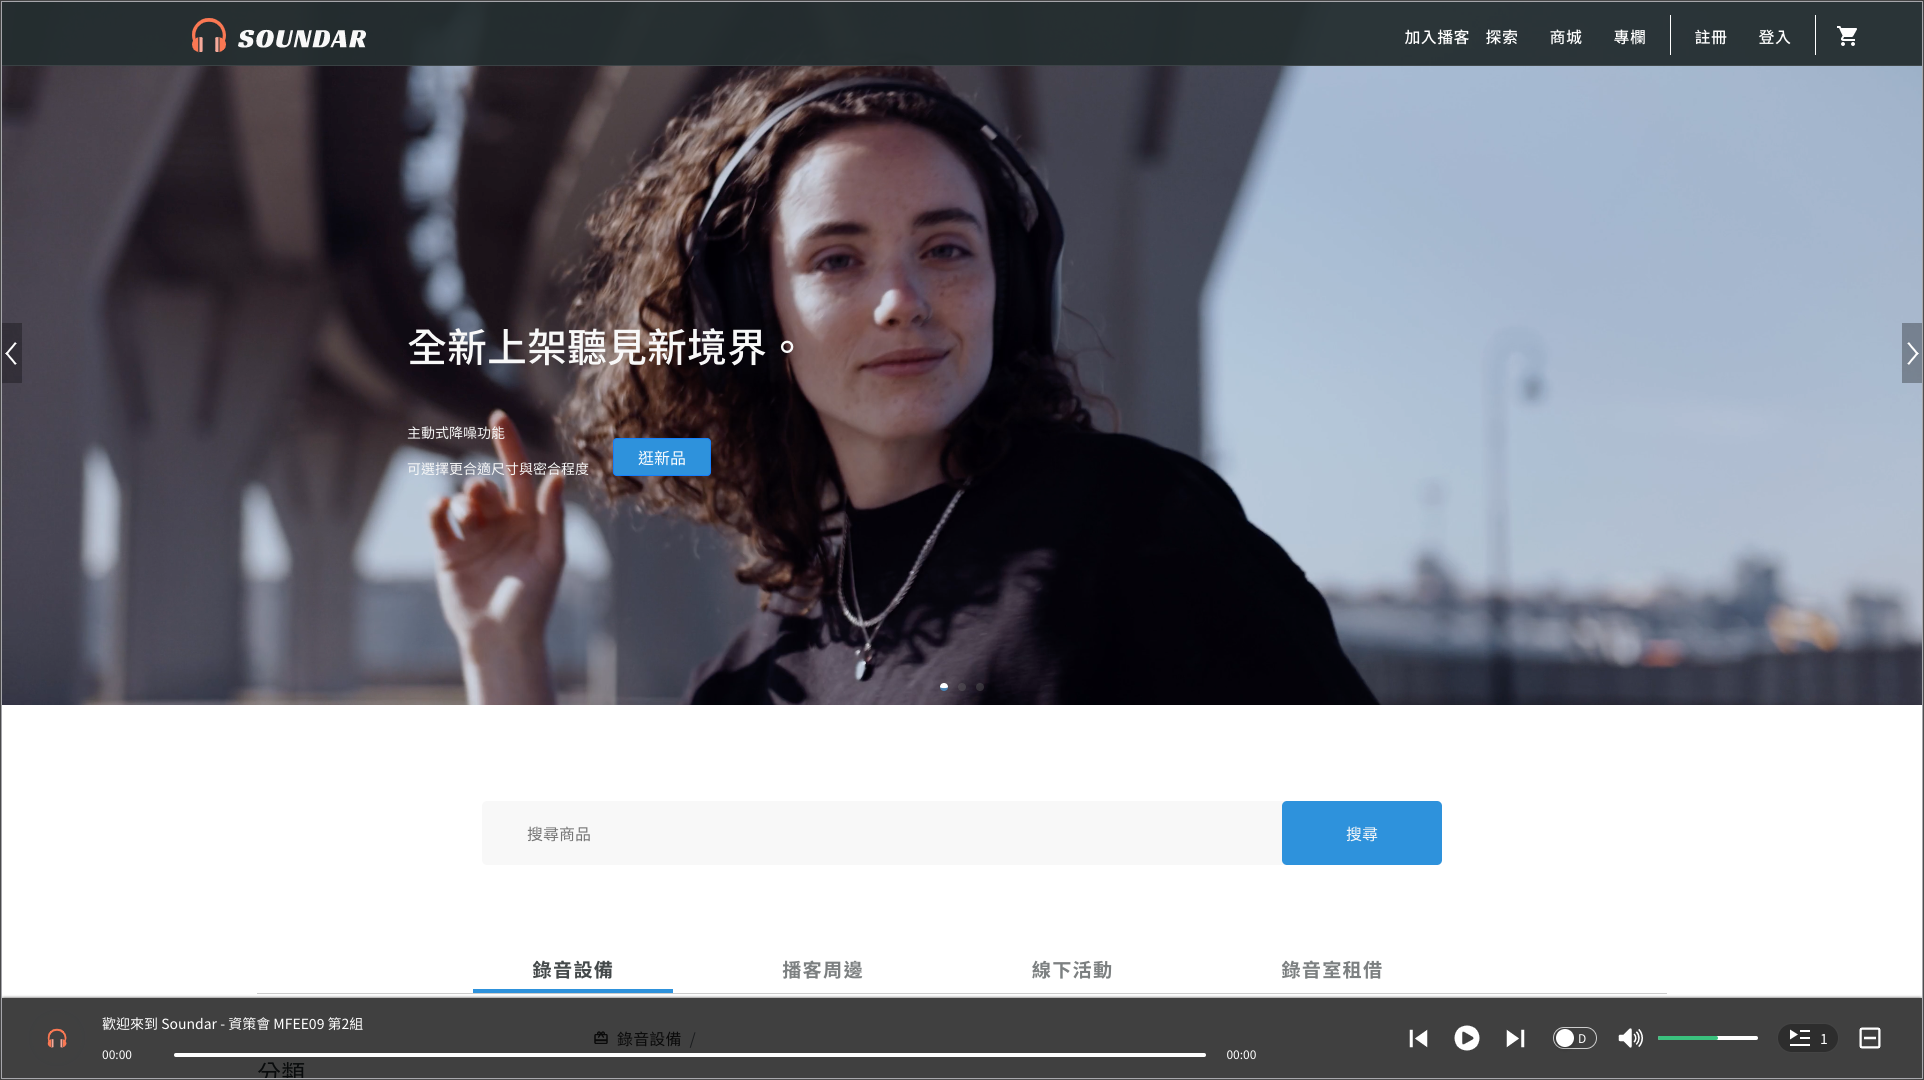 SOUNDAR
加入播客 探索 商城 專欄 註冊 登入
全新上架聽見新境界。
主動式降噪功能
可選擇更合適尺寸與密合程度
逛新品
搜尋商品
搜尋
錄音設備 播客周邊 線下活動 錄音室租借
歡迎來到 Soundar - 資策會 MFEE09 第2組
錄音設備 /
00:00
00:00
D
1
分類